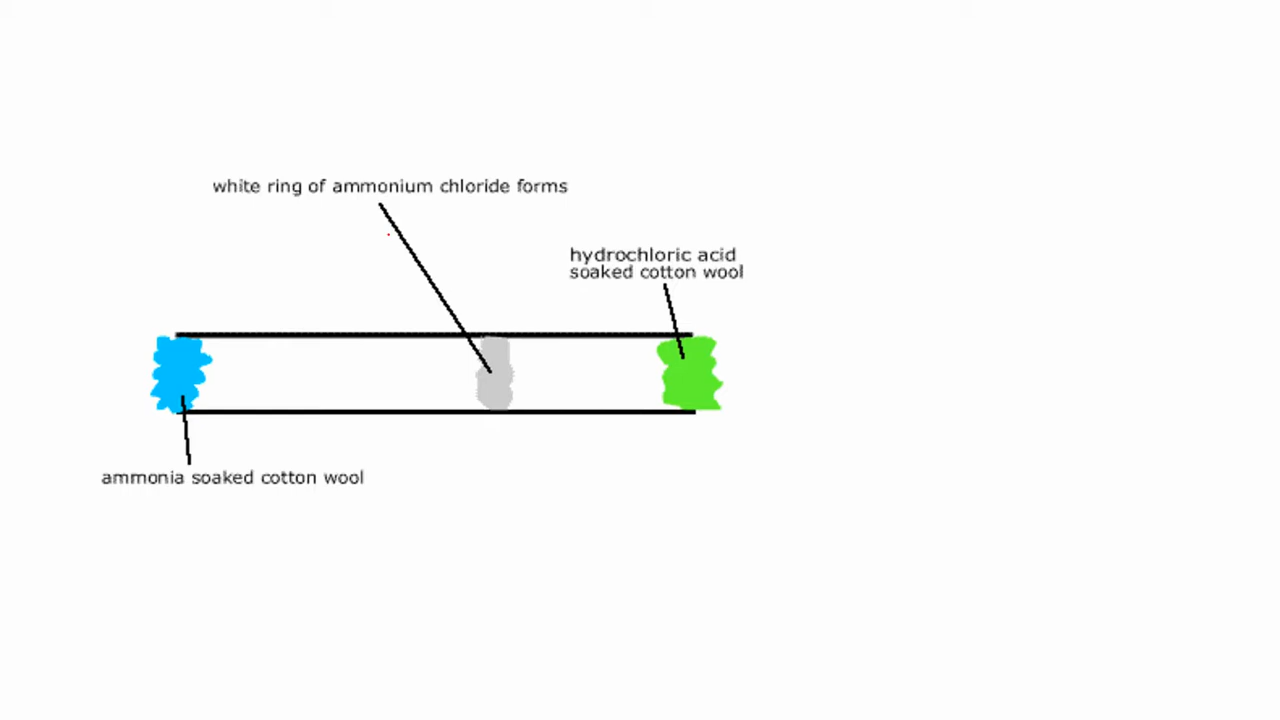 white ring of ammonium chloride forms
hydrochloric acid
soaked cotton wool
ammonia soaked cotton wool